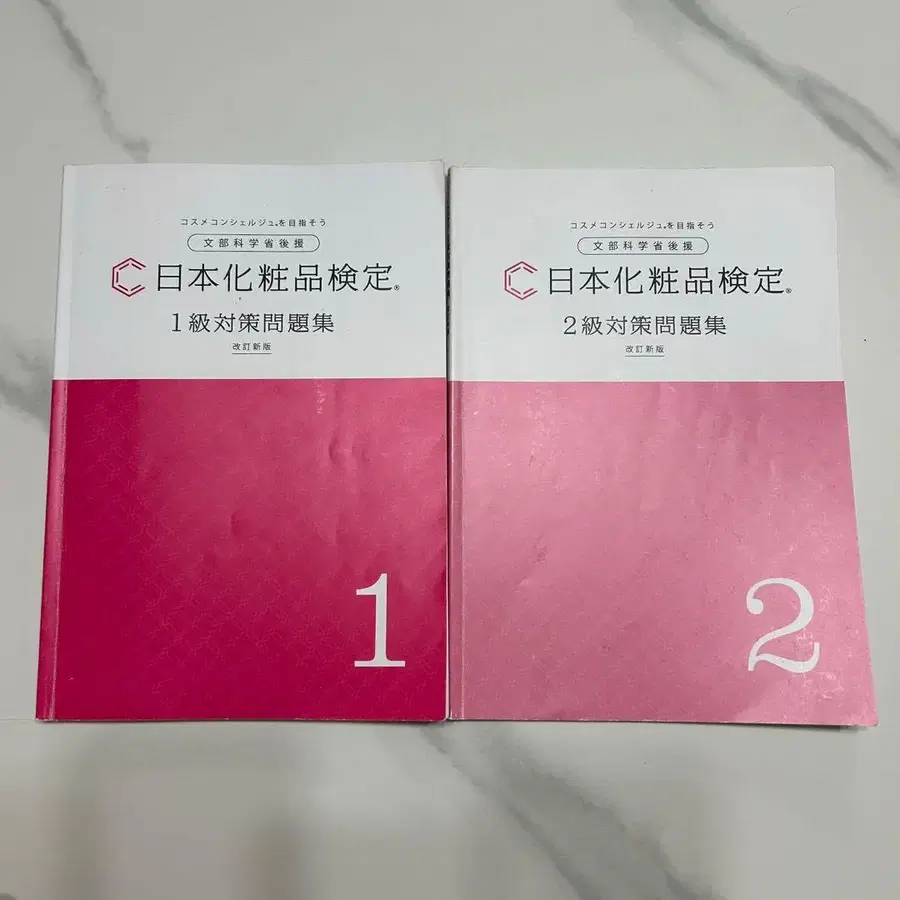 コスメコンシェルジュ®を目指そう
文部科学省後援
日本化粧品検定®
1級対策問題集
改訂新版
1
コスメコンシェルジュ®を目指そう
文部科学省後援
日本化粧品検定®
2級対策問題集
改訂新版
2